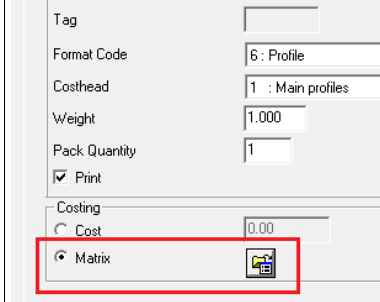 Tag
Format Code 6 : Profile
Costhead 1 : Main profiles
Weight 1.000
Pack Quantity 1
Print
Costing
Cost 0.00
Matrix